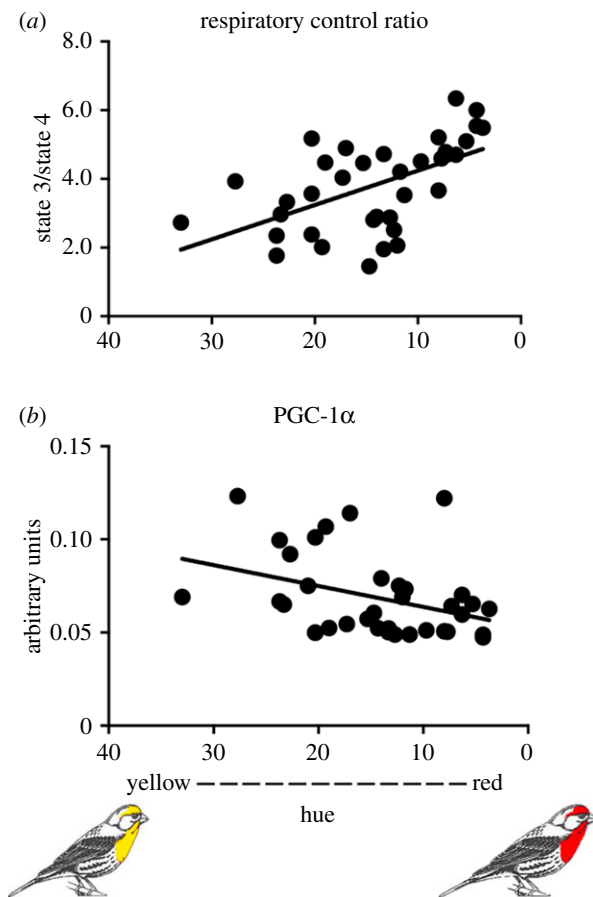 (a) respiratory control ratio
8.0
6.0
4.0
2.0
0
state 3/state 4
40 30 20 10 0
(b) PGC-1α
0.15
0.10
0.05
0
arbitrary units
40 30 20 10 0
yellow red
hue